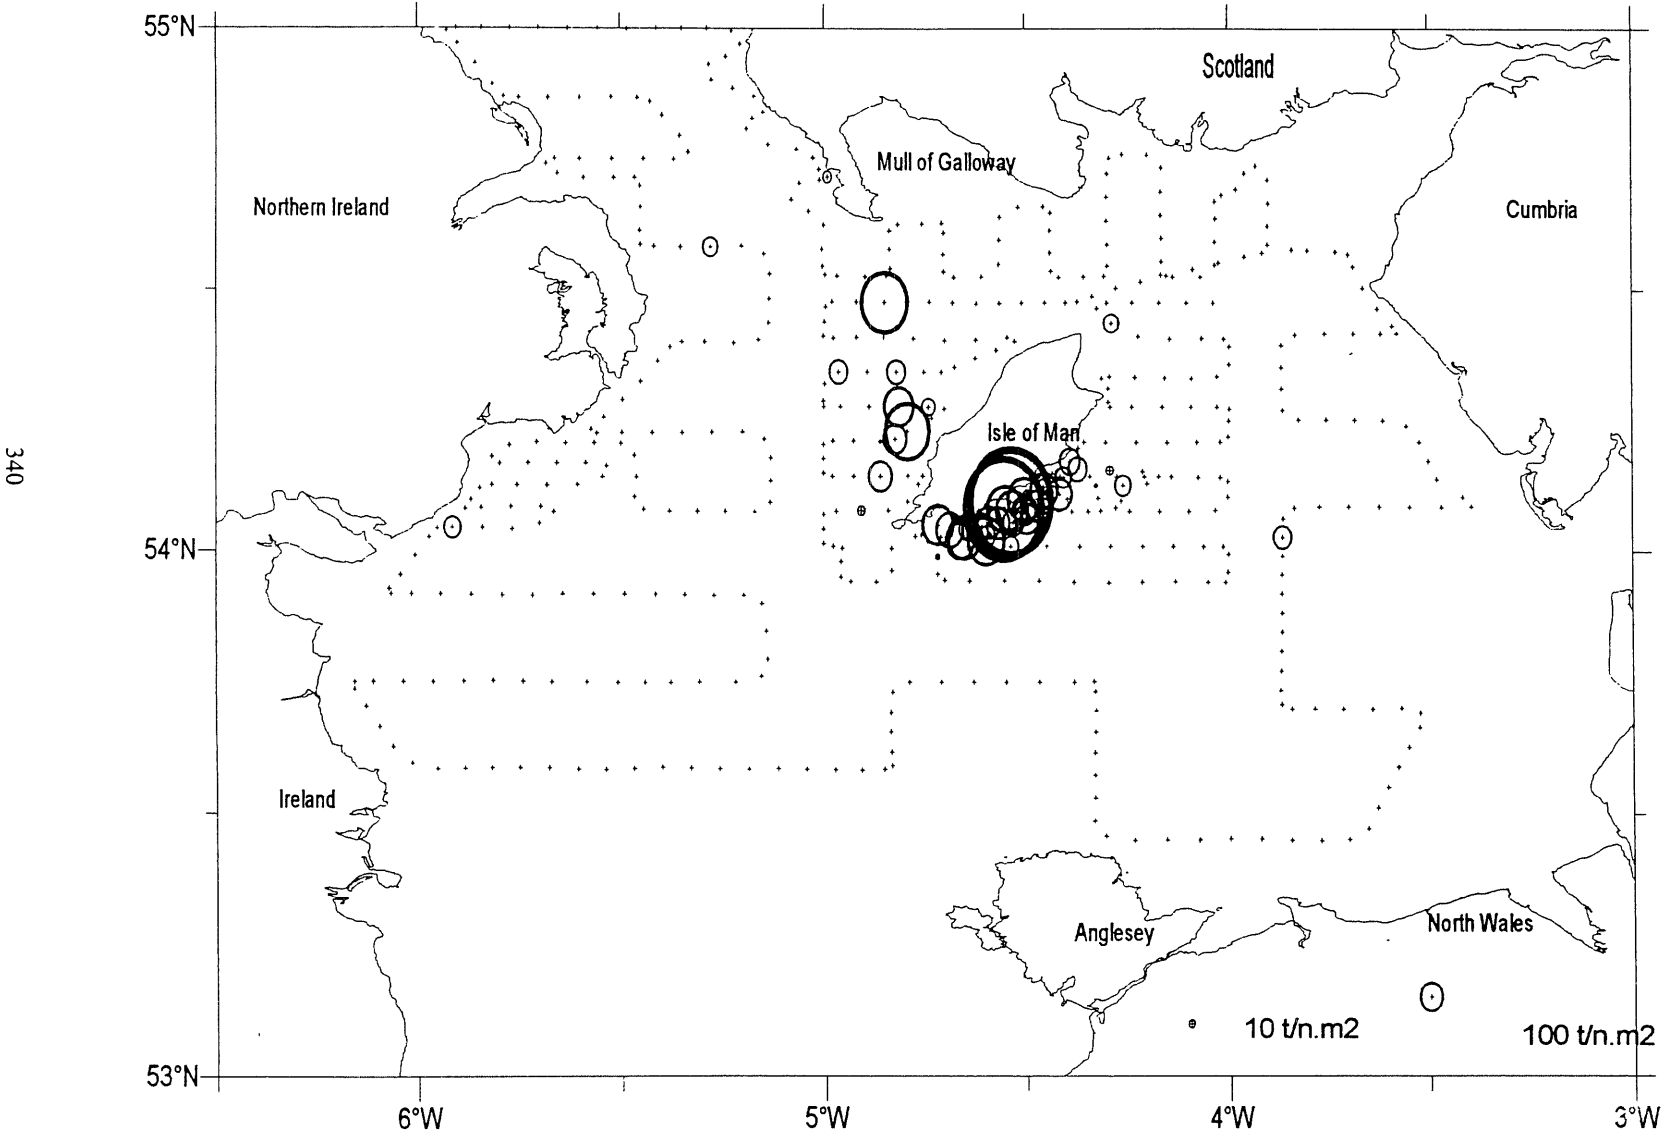 55°N
Scotland
Mull of Galloway
Northern Ireland
Cumbria
Isle of Man
340
54°N
Ireland
North Wales
Anglesey
10 t/n.m2
100 t/n.m2
53°N
6°W
5°W
4°W
3°W